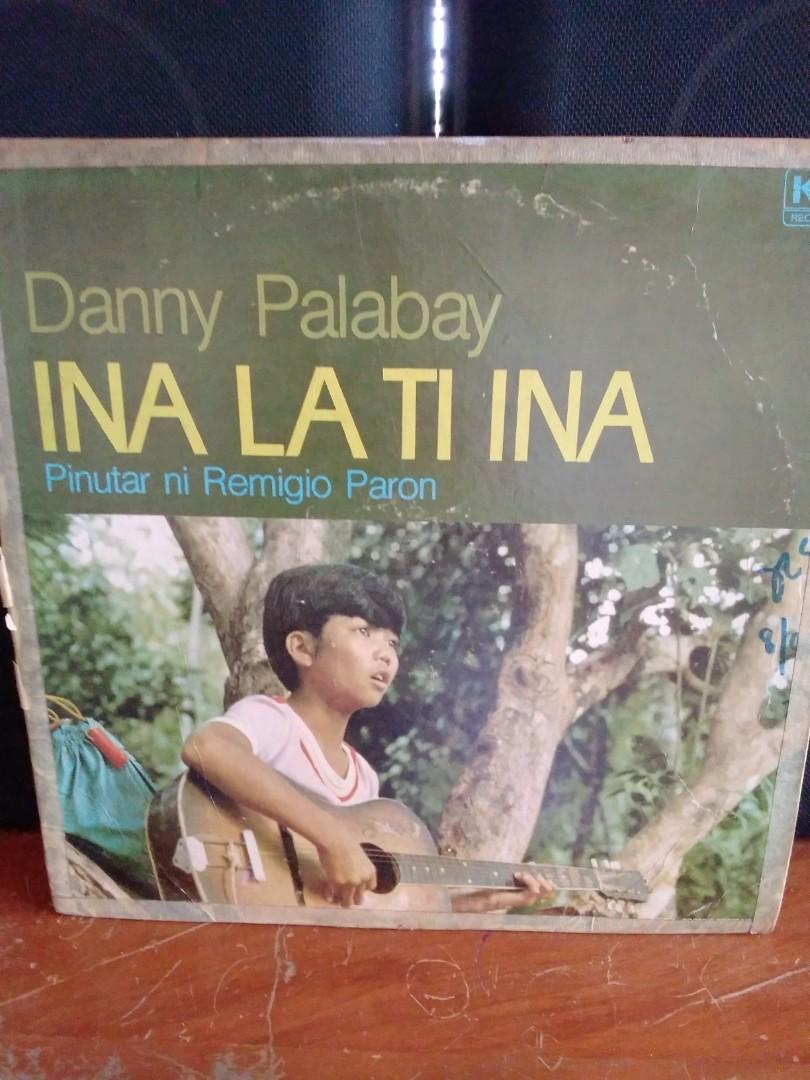 Danny Palabay
INA LA TI INA
Pinutar ni Remigio Paron